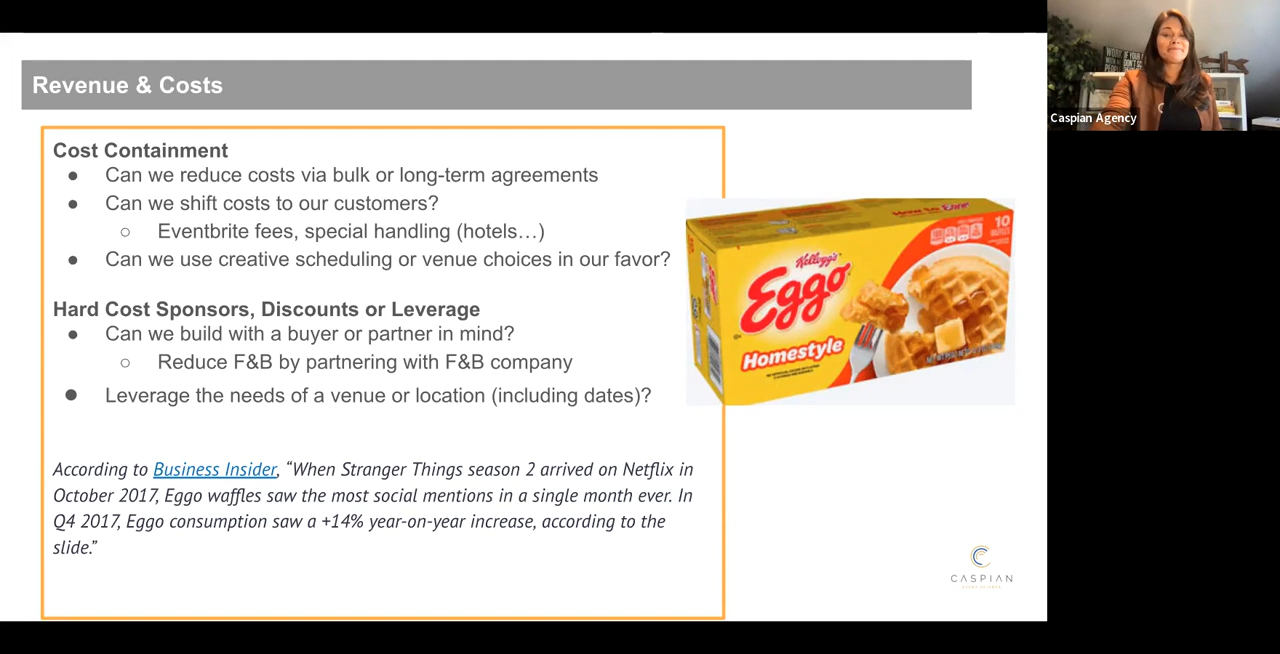 Revenue & Costs
Cost Containment
● Can we reduce costs via bulk or long-term agreements
● Can we shift costs to our customers?
○ Eventbrite fees, special handling (hotels…)
● Can we use creative scheduling or venue choices in our favor?
Hard Cost Sponsors, Discounts or Leverage
● Can we build with a buyer or partner in mind?
○ Reduce F&B by partnering with F&B company
● Leverage the needs of a venue or location (including dates)?
According to Business Insider, “When Stranger Things season 2 arrived on Netflix in
October 2017, Eggo waffles saw the most social mentions in a single month ever. In
Q4 2017, Eggo consumption saw a +14% year-on-year increase, according to the
slide.”
Kellogg's
Eggo
Homestyle
10
CASPIAN
Caspian Agency